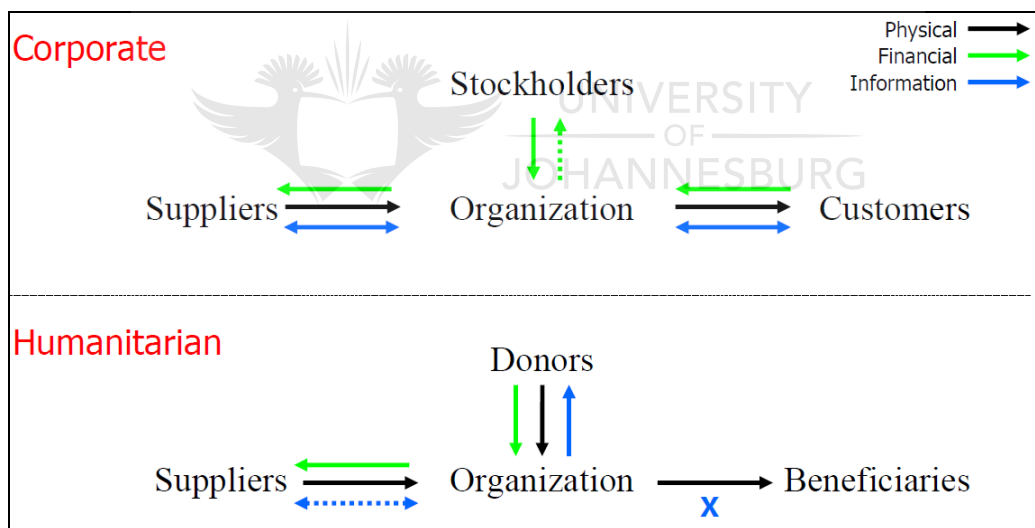 Corporate
Physical
Financial
Information
Stockholders
UNIVERSITY
OF
JOHANNESBURG
Suppliers
Organization
Customers
Humanitarian
Donors
Suppliers
Organization
Beneficiaries
X